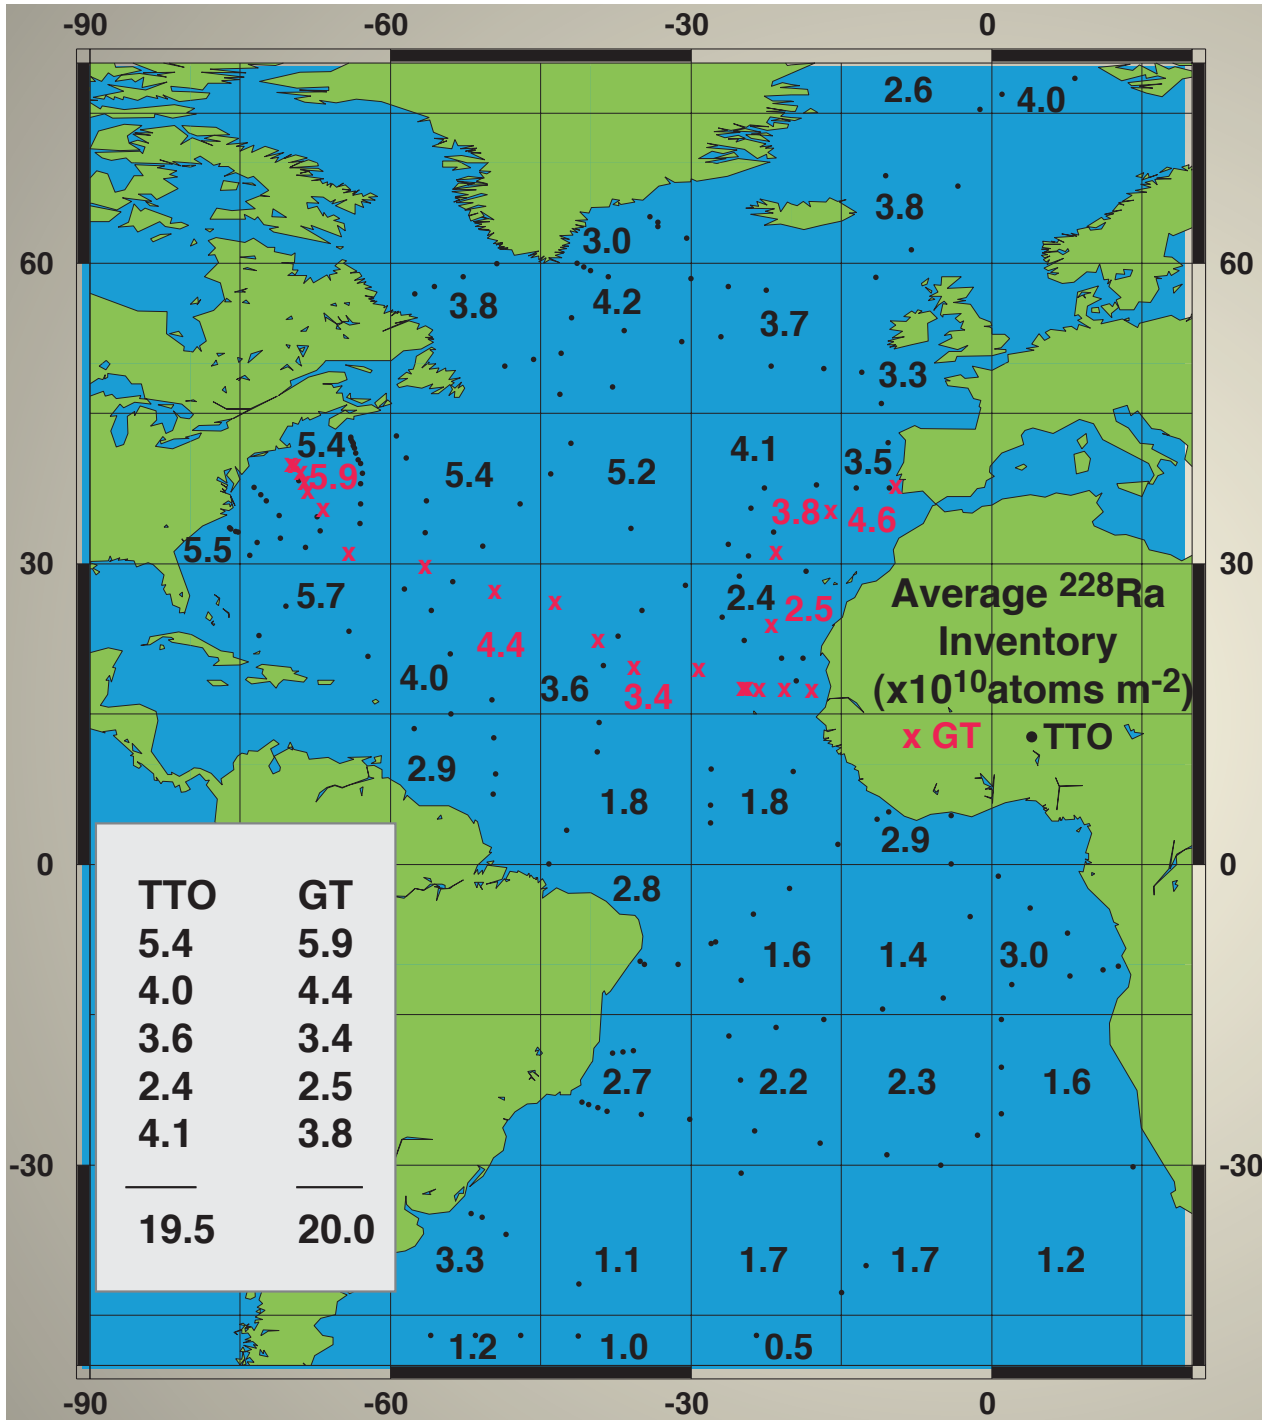 -90 -60 -30 0
2.6
4.0
3.8
3.0
60 60
3.8 4.2
3.7
3.3
5.4 4.1
5.9 5.4 5.2 3.5
3.8 4.6
5.5
30 30
5.7 2.4 2.5
4.4
4.0 3.6 3.4
Average 228Ra
Inventory
(x10^10 atoms m^-2)
x GT •TTO
2.9
1.8 1.8
2.9
0 0
2.8
1.6 1.4 3.0
2.7 2.2 2.3 1.6
-30 -30
3.3 1.1 1.7 1.7 1.2
1.2 1.0 0.5
TTO GT
5.4 5.9
4.0 4.4
3.6 3.4
2.4 2.5
4.1 3.8
19.5 20.0
-90 -60 -30 0